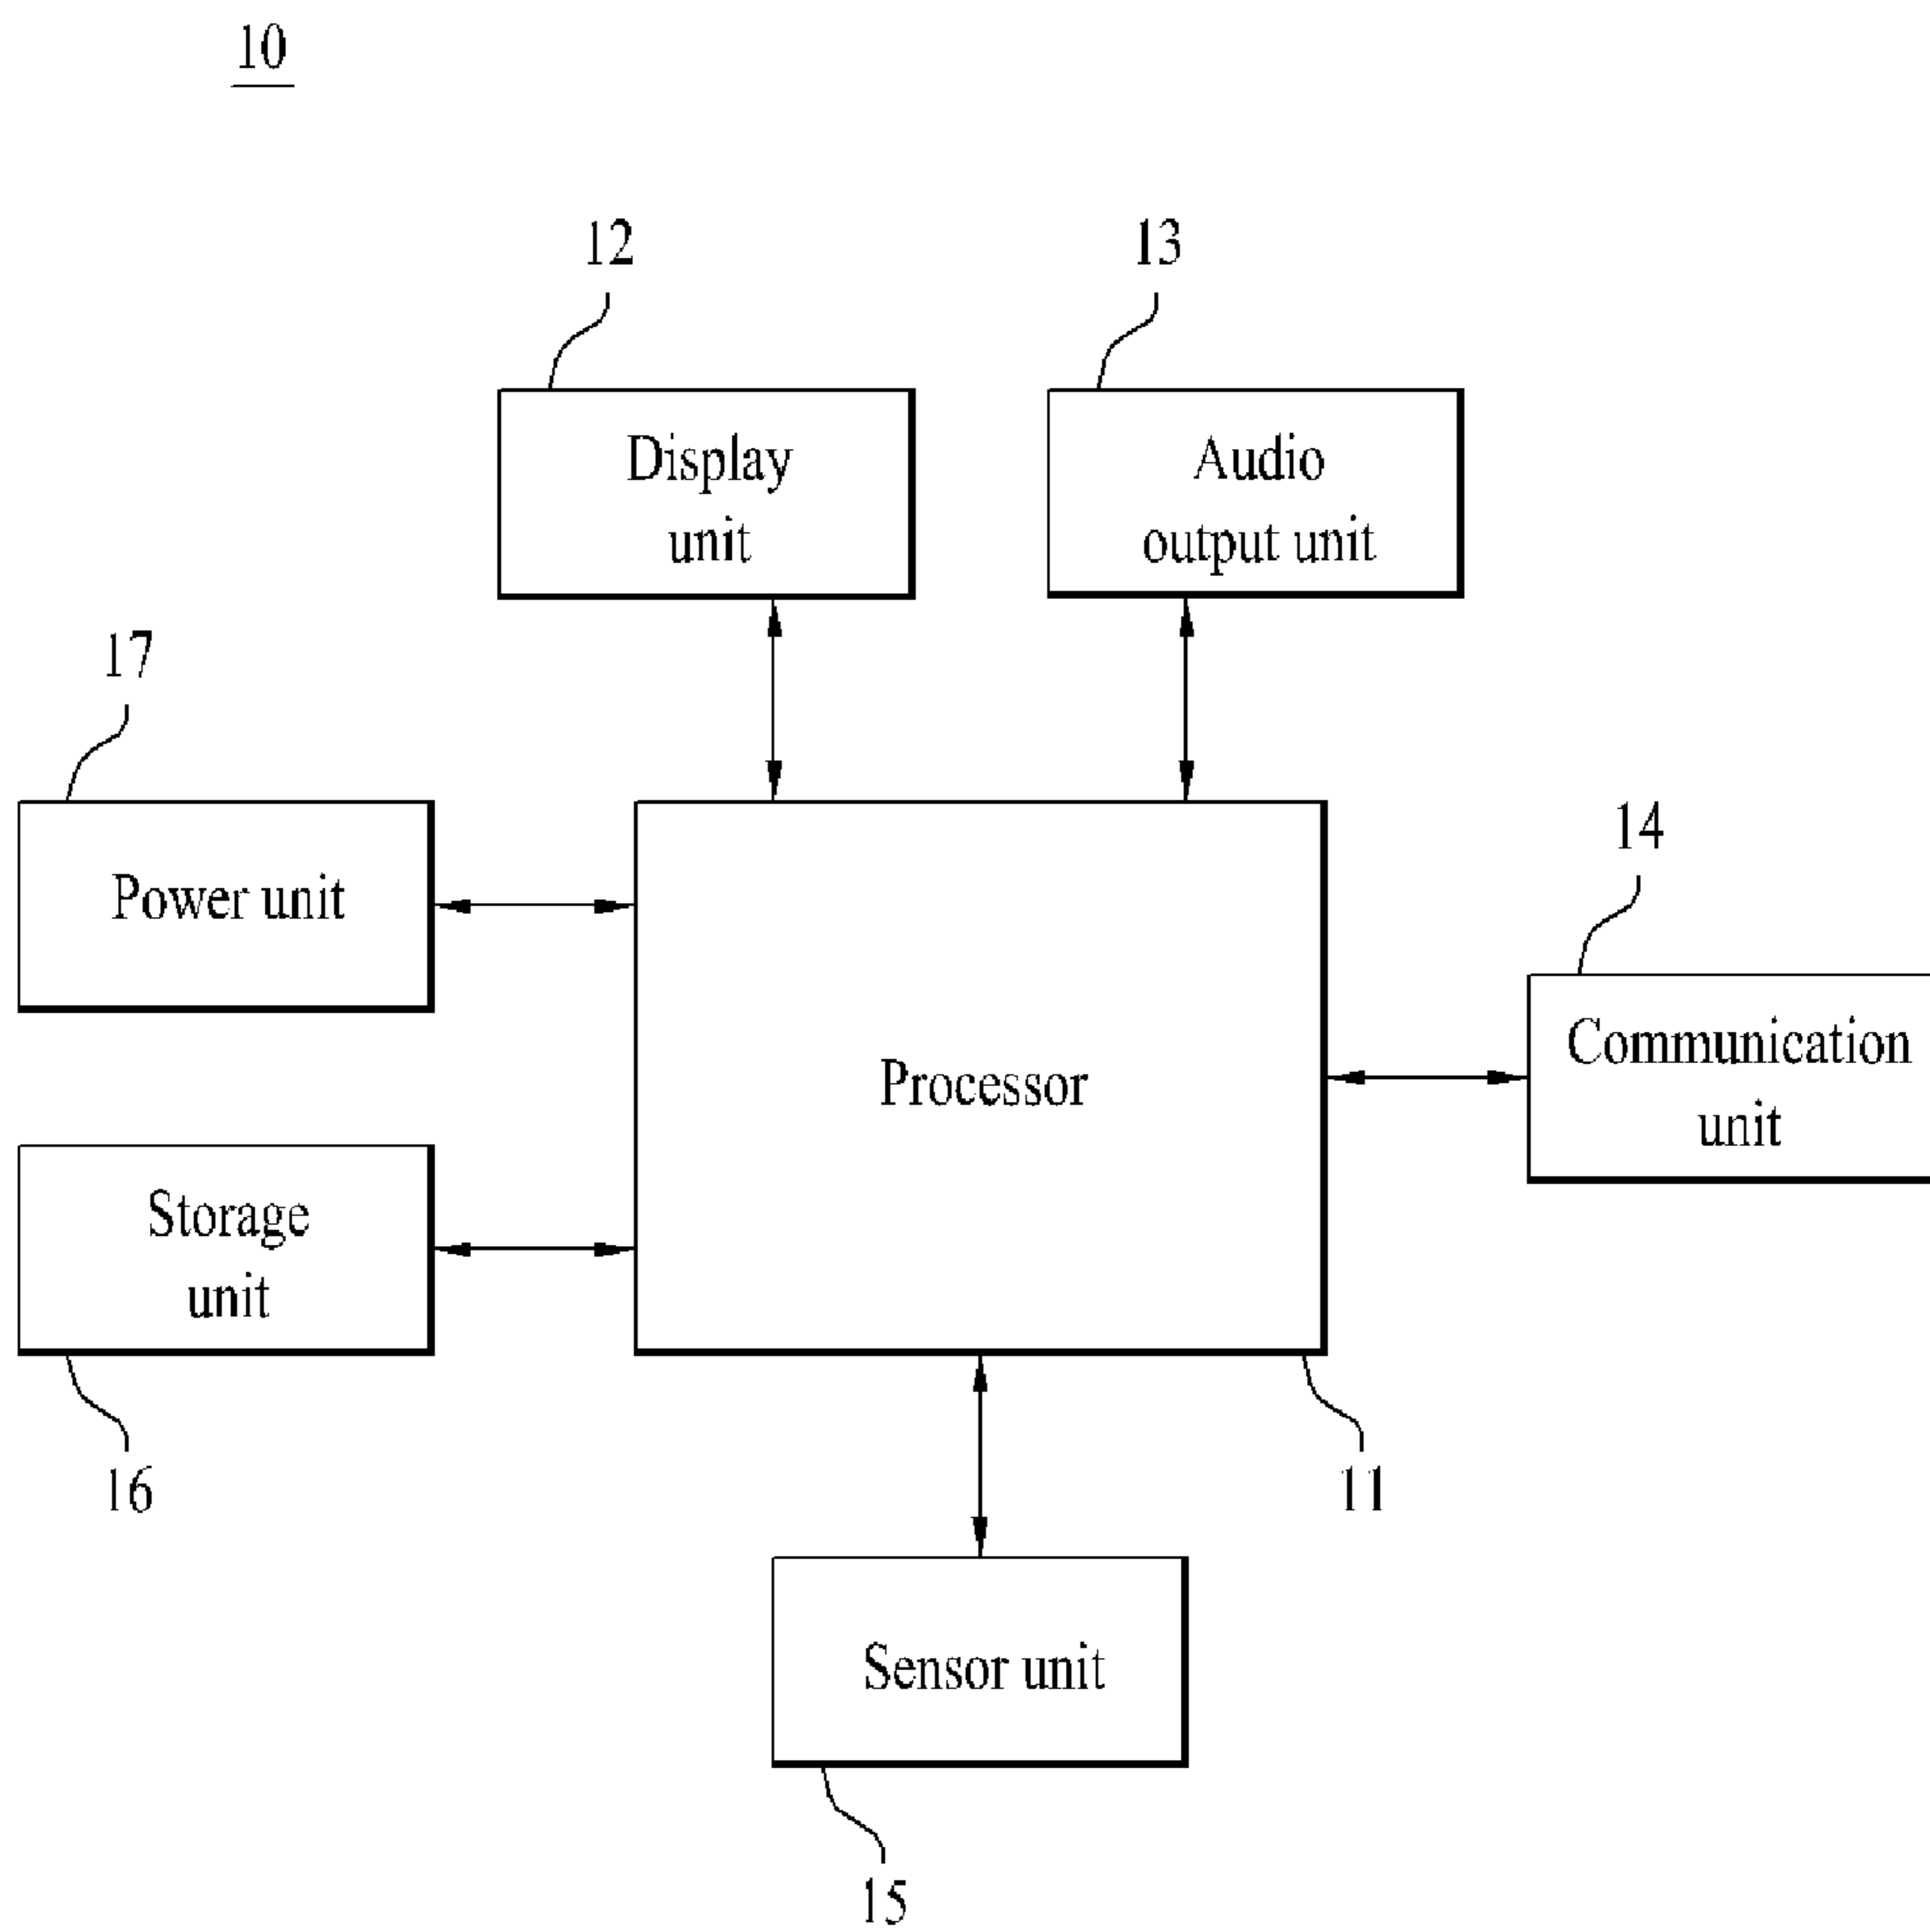 10
12
13
Display
unit
Audio
output unit
17
Power unit
14
Processor
Communication
unit
Storage
unit
16
11
Sensor unit
15